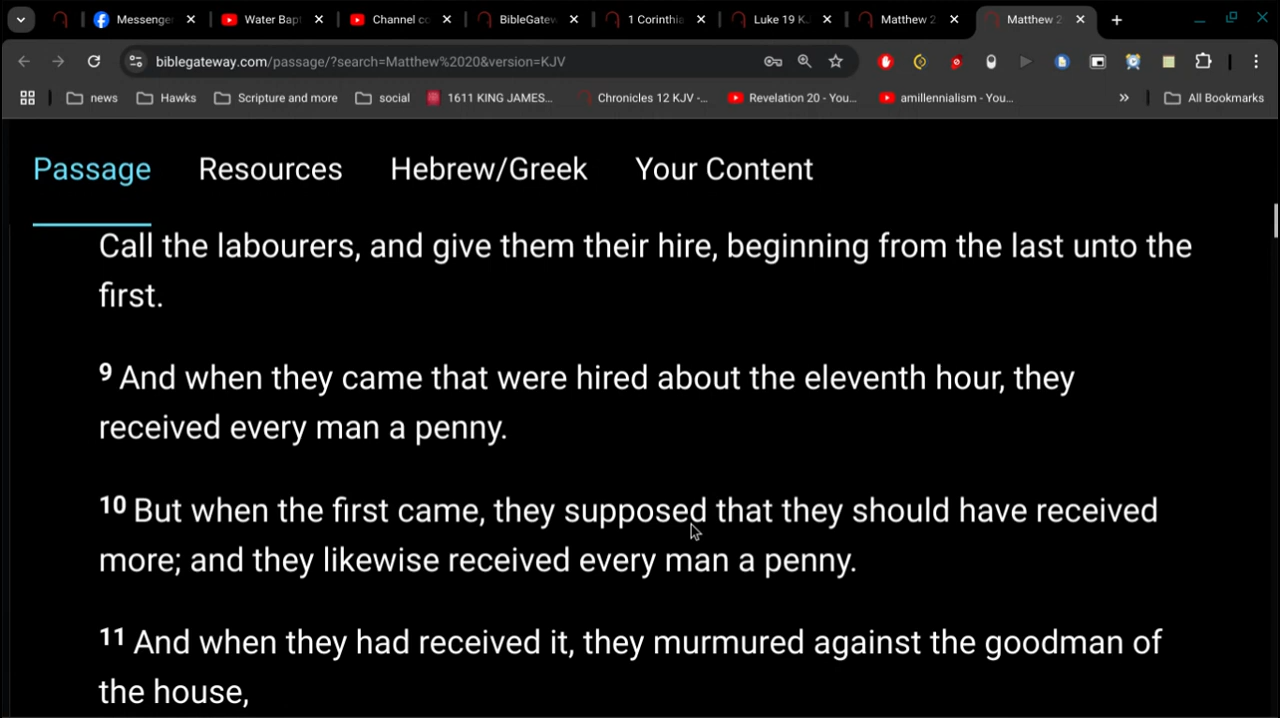 Messenge
Water Bap
Channel co
BibleGatew
1 Corinthia
Luke 19 K
Matthew 2
Matthew 2
biblegateway.com/passage/?search=Matthew%2020&version=KJV
news
Hawks
Scripture and more
social
1611 KING JAMES...
Chronicles 12 KJV -...
Revelation 20 - You...
amillennialism - You...
All Bookmarks
Passage
Resources
Hebrew/Greek
Your Content
Call the labourers, and give them their hire, beginning from the last unto the
first.
9 And when they came that were hired about the eleventh hour, they
received every man a penny.
10 But when the first came, they supposed that they should have received
more; and they likewise received every man a penny.
11 And when they had received it, they murmured against the goodman of
the house,